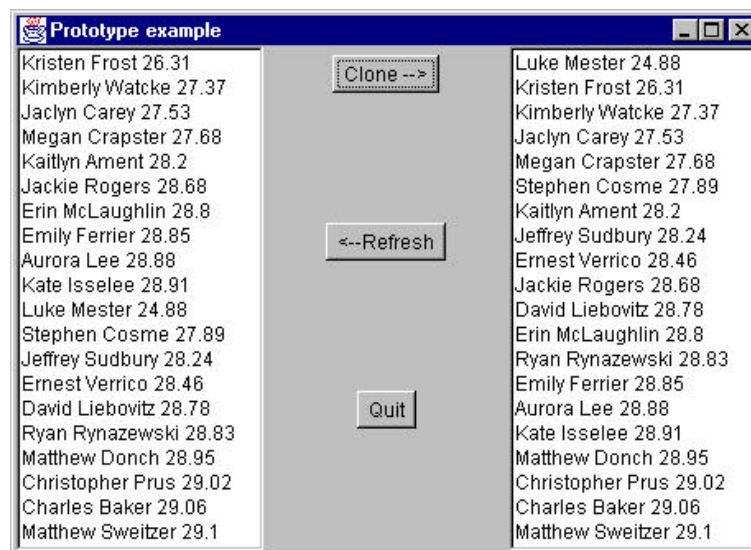 Prototype example
Kristen Frost 26.31
Kimberly Watcke 27.37
Jaclyn Carey 27.53
Megan Crapster 27.68
Kaitlyn Ament 28.2
Jackie Rogers 28.68
Erin McLaughlin 28.8
Emily Ferrier 28.85
Aurora Lee 28.88
Kate Isselee 28.91
Luke Mester 24.88
Stephen Cosme 27.89
Jeffrey Sudbury 28.24
Ernest Verrico 28.46
David Liebovitz 28.78
Ryan Rynazewski 28.83
Matthew Donch 28.95
Christopher Prus 29.02
Charles Baker 29.06
Matthew Sweitzer 29.1
Clone -->
<--Refresh
Quit
Luke Mester 24.88
Kristen Frost 26.31
Kimberly Watcke 27.37
Jaclyn Carey 27.53
Megan Crapster 27.68
Stephen Cosme 27.89
Kaitlyn Ament 28.2
Jeffrey Sudbury 28.24
Ernest Verrico 28.46
Jackie Rogers 28.68
David Liebovitz 28.78
Erin McLaughlin 28.8
Ryan Rynazewski 28.83
Emily Ferrier 28.85
Aurora Lee 28.88
Kate Isselee 28.91
Matthew Donch 28.95
Christopher Prus 29.02
Charles Baker 29.06
Matthew Sweitzer 29.1